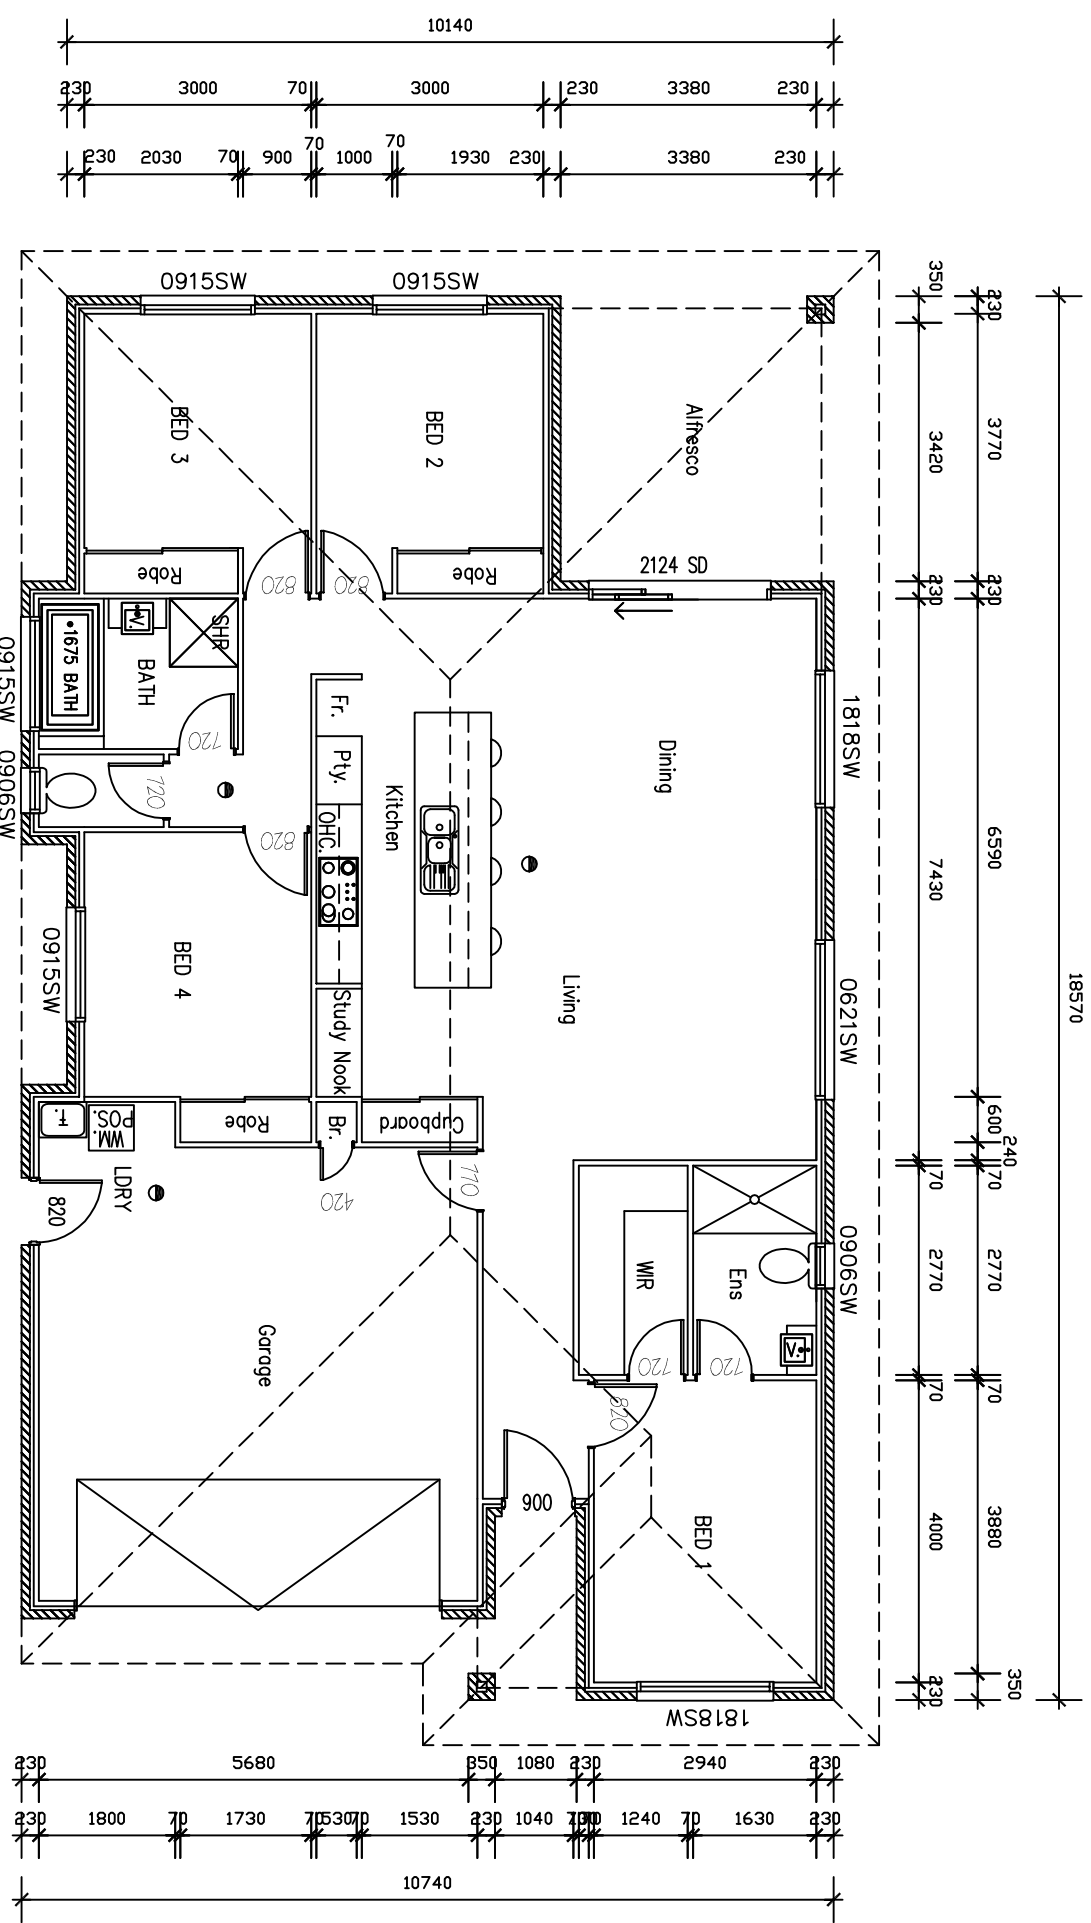 10140
230
3000
70
3000
230
3380
230
230
2030
70
900
70
1000
70
1930
230
3380
230
0915SW
0915SW
350
230
BED 3
BED 2
Alfresco
3420
3770
Robe
820
820
Robe
2124 SD
230
230
SHR
V.
1675 BATH
BATH
0915SW
720
Fr.
Dining
1818SW
18570
0906SW
720
Pty.
OHC.
Kitchen
820
7430
6590
BED 4
0915SW
Living
0621SW
Study Nook
T.
WM.
POS.
Robe
Br.
Cupboard
600
240
LDRY
820
420
770
70
70
WIR
Ens
0906SW
2770
2770
V.
720
720
70
70
Garage
820
900
BED 1
4000
3880
1818SW
230
350
230
5680
350
1080
230
2940
230
230
1800
70
1730
70
530
70
1530
230
1040
1240
70
1630
230
10740